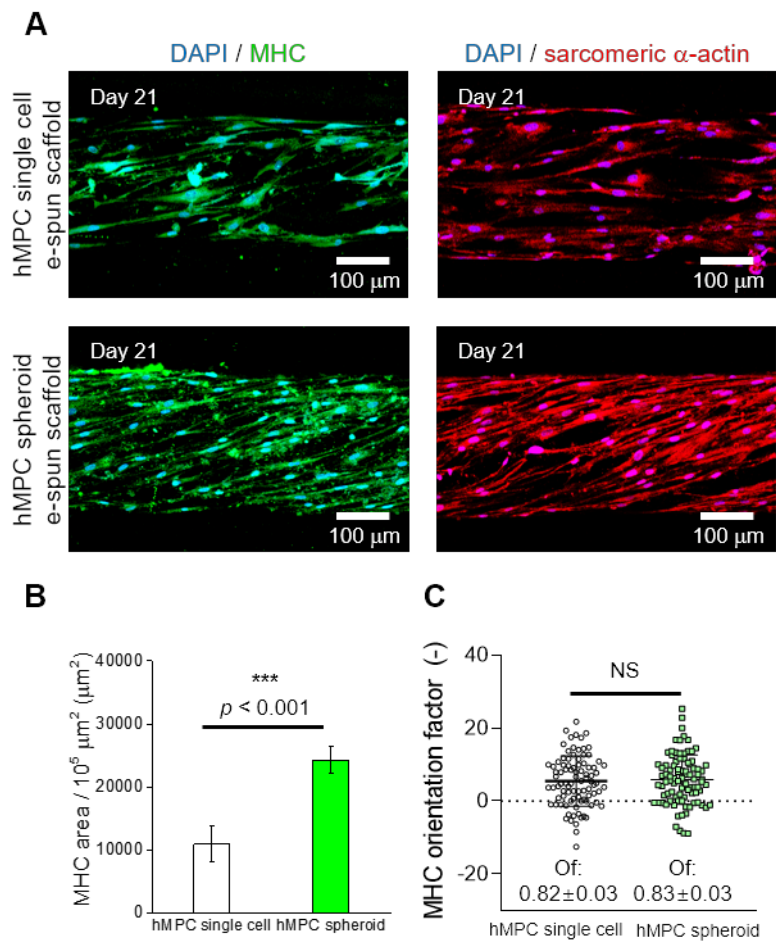 A
DAPI / MHC
DAPI / sarcomeric α-actin
hMPC single cell
e-spun scaffold
Day 21
100 μm
Day 21
100 μm
hMPC spheroid
e-spun scaffold
Day 21
100 μm
Day 21
100 μm
B
MHC area / 10⁵ μm² (μm²)
40000
30000
20000
10000
0
***
p < 0.001
hMPC single cell
hMPC spheroid
C
MHC orientation factor (-)
40
20
0
-20
NS
Of:
0.82±0.03
Of:
0.83±0.03
hMPC single cell
hMPC spheroid